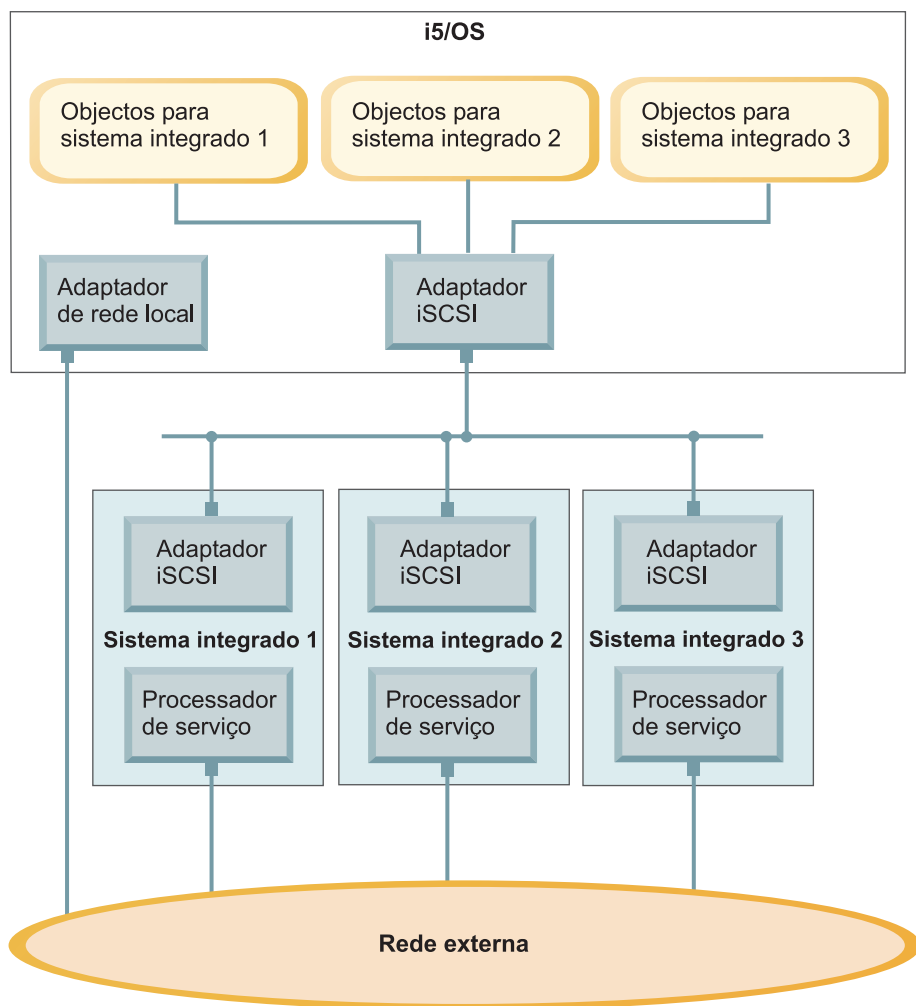 i5/OS
Objectos para
sistema integrado 1
Objectos para
sistema integrado 2
Objectos para
sistema integrado 3
Adaptador
de rede local
Adaptador
iSCSI
Adaptador
iSCSI
Sistema integrado 1
Processador
de serviço
Adaptador
iSCSI
Sistema integrado 2
Processador
de serviço
Adaptador
iSCSI
Sistema integrado 3
Processador
de serviço
Rede externa